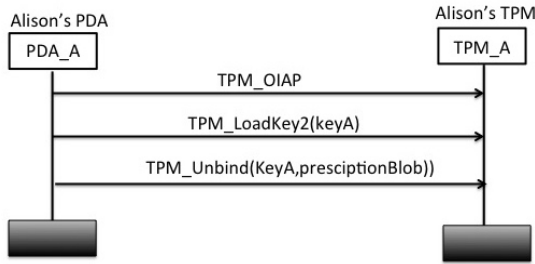 Alison's PDA
Alison's TPM
PDA_A
TPM_A
TPM_OIAP
TPM_LoadKey2(keyA)
TPM_Unbind(KeyA,presciptionBlob))